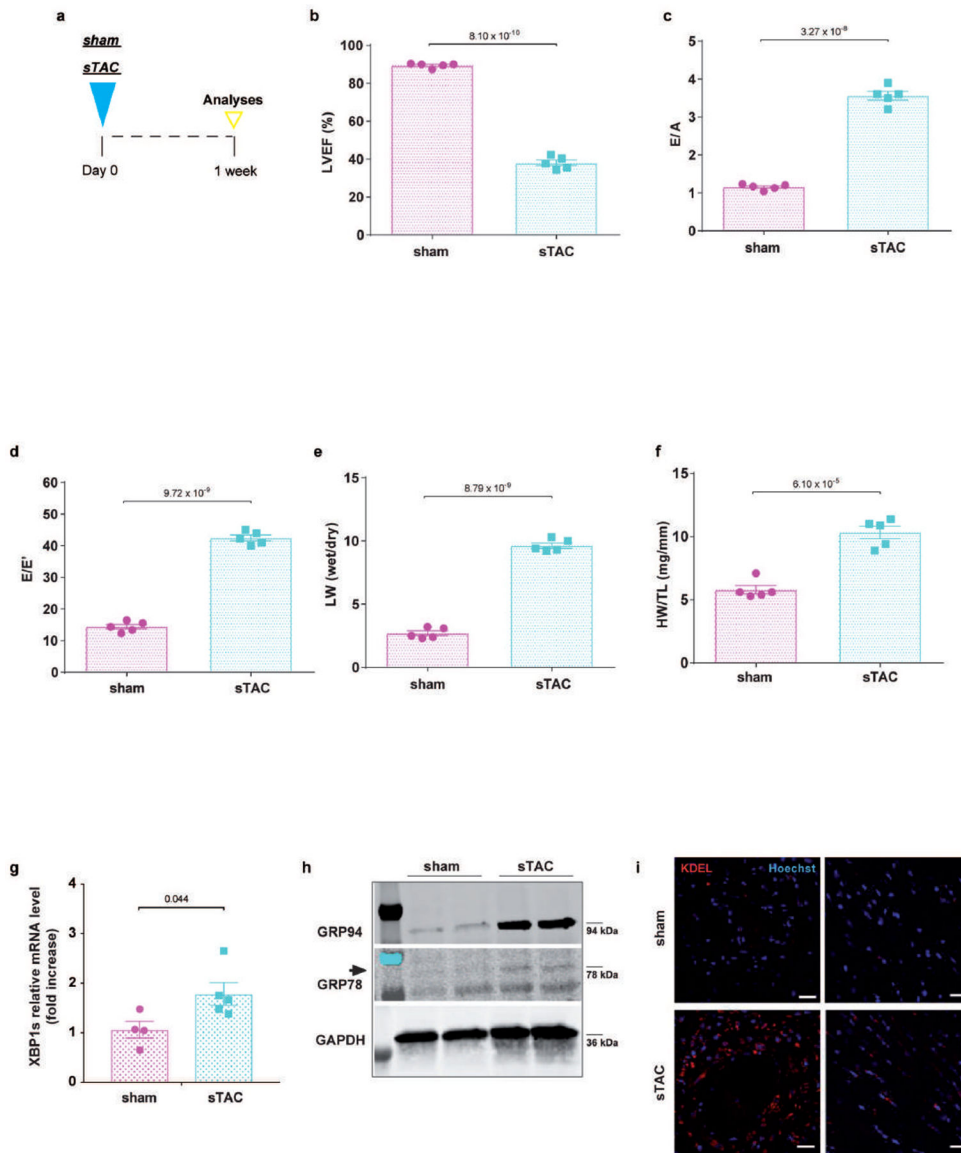 a
sham
sTAC
Analyses
Day 0
1 week
b
8.10 x 10-10
LVEF (%)
100
80
60
40
20
0
sham
sTAC
c
3.27 x 10-8
E/A
5
4
3
2
1
0
sham
sTAC
d
9.72 x 10-9
E/E'
60
50
40
30
20
10
0
sham
sTAC
e
8.79 x 10-9
LW (wet/dry)
15
10
5
0
sham
sTAC
f
6.10 x 10-5
HW/TL (mg/mm)
15
10
5
0
sham
sTAC
g
0.044
XBP1s relative mRNA level
(fold increase)
4
3
2
1
0
sham
sTAC
h
sham
sTAC
GRP94
94 kDa
78 kDa
GRP78
GAPDH
36 kDa
i
KDEL
Hoechst
sham
sTAC